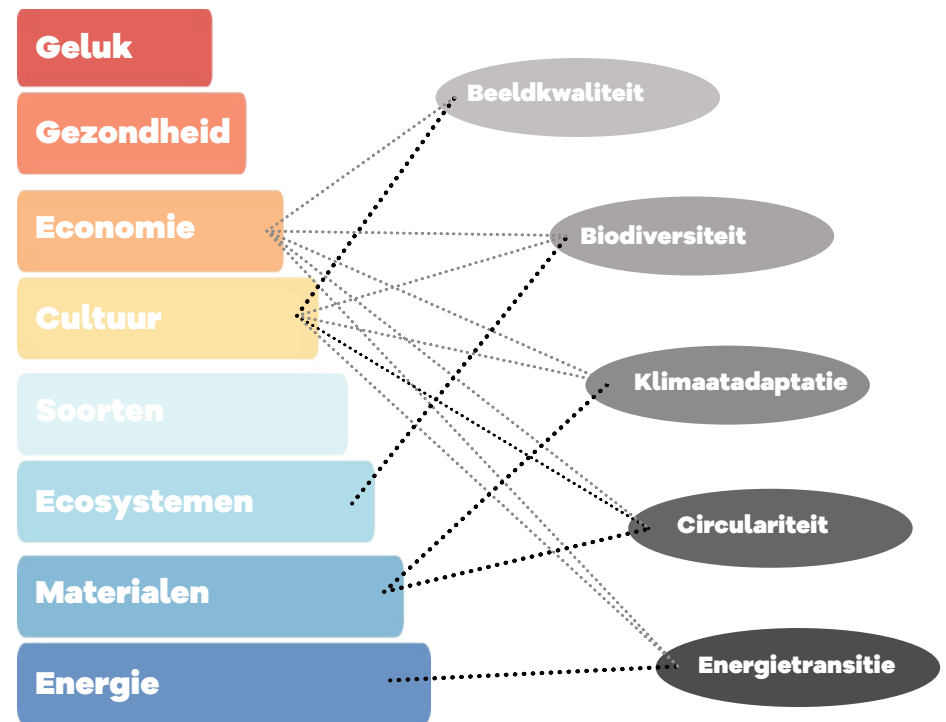 Geluk
Gezondheid
Economie
Cultuur
Soorten
Ecosystemen
Materialen
Energie
Beeldkwaliteit
Biodiversiteit
Klimaatadaptatie
Circulariteit
Energietransitie